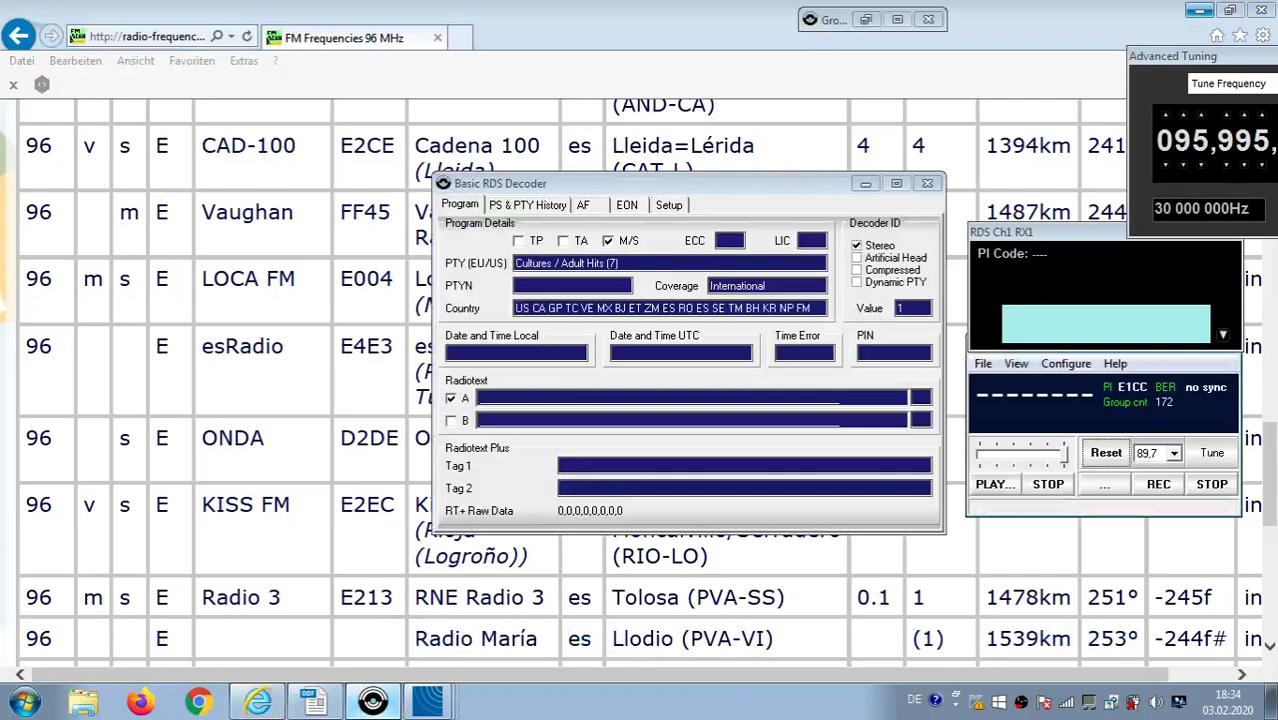 Gro...
http://radio-frequenc...
FM Frequencies 96 MHz
Datei Bearbeiten Ansicht Favoriten Extras ?
Advanced Tuning
Tune Frequency
095,995,
30 000 000Hz
(AND-CA)
96 v s E CAD-100 E2CE Cadena 100 es Lleida=Lérida 4 4 1394km 241
(Lleida) (CAT-L)
96 m s E Vaughan FF45 1487km 244
96 m s E LOCA FM E004
96 s E esRadio E4E3
96 s E ONDA D2DE
96 v s E KISS FM E2EC
(Rioja
(Logroño)) (RIO-LO)
96 m s E Radio 3 E213 RNE Radio 3 es Tolosa (PVA-SS) 0.1 1 1478km 251° -245f in
96 E Radio María es Llodio (PVA-VI) (1) 1539km 253° -244f# in
Basic RDS Decoder
Program PS & PTY History AF EON Setup
Program Details
TP TA M/S ECC LIC
PTY (EU/US) Cultures / Adult Hits (7)
PTYN Coverage International
Country US CA GP TC VE MX BJ ET ZM ES RO ES SE TM BH KR NP FM
Decoder ID
Stereo
Artificial Head
Compressed
Dynamic PTY
Value 1
Date and Time Local Date and Time UTC Time Error PIN
Radiotext
A
B
Radiotext Plus
Tag 1
Tag 2
RT+ Raw Data 0,0,0,0,0,0,0,0
RDS Ch1 RX1
PI Code: ----
File View Configure Help
-------- PI E1CC BER no sync
Group cnt 172
Reset 89,7 Tune
PLAY... STOP ... REC STOP
DE
18:34
03.02.2020